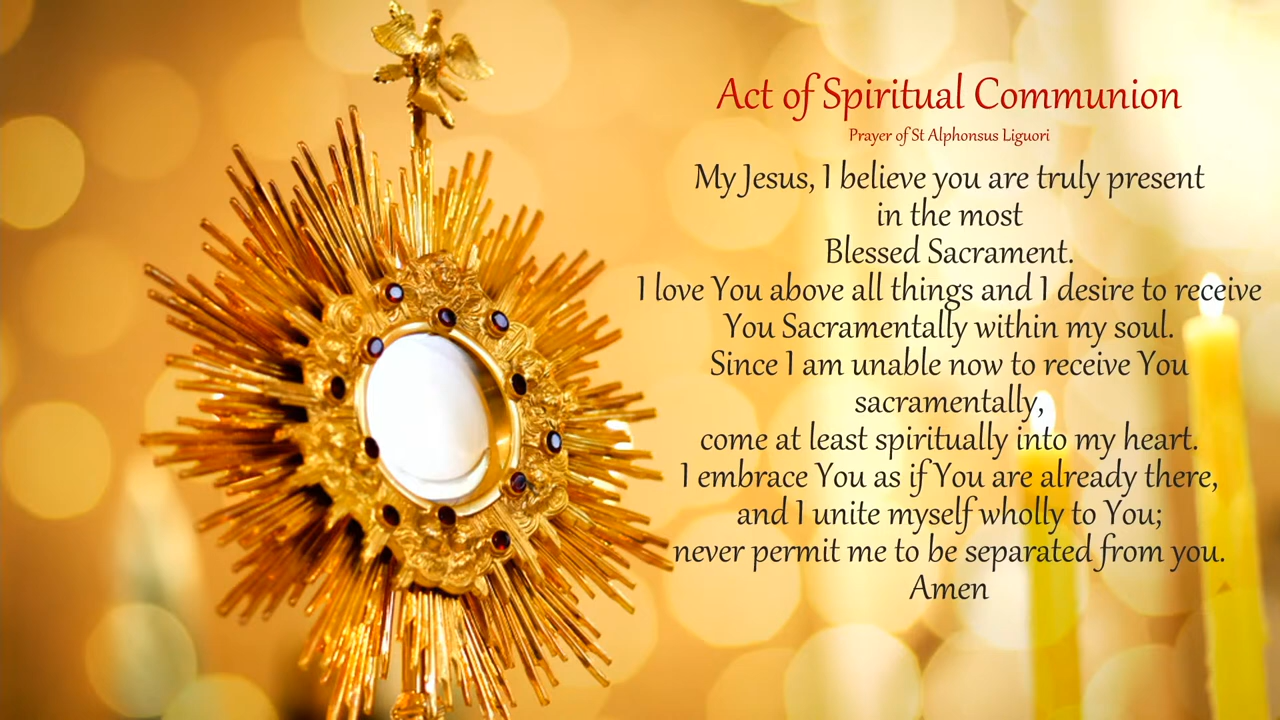 Act of Spiritual Communion
Prayer of St Alphonsus Liguori
My Jesus, I believe you are truly present
in the most
Blessed Sacrament.
I love You above all things and I desire to receive
You Sacramentally within my soul.
Since I am unable now to receive You
sacramentally,
come at least spiritually into my heart.
I embrace You as if You are already there,
and I unite myself wholly to You;
never permit me to be separated from you.
Amen